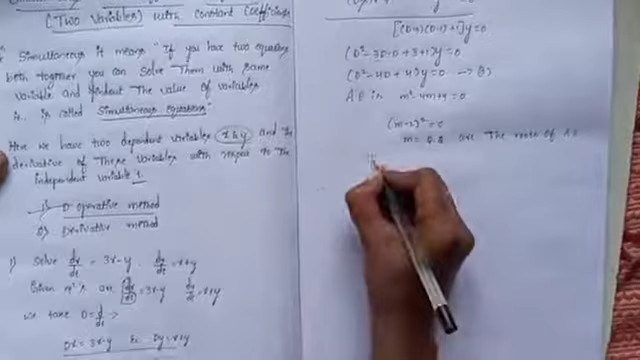 (Two Variables) with constant Coefficients
Simultaneous it means "If you have two equations
both together you can solve Them with same
variable and The value of variables
is called Simultaneous equations"
Here we have two dependent variables x & y and the
derivative of These variables with respect to the
independent variable t.
1) D operative method
2) Derivative method
1) Solve dx/dt = 3x-y , dy/dt = x+y
Given eqⁿs are dx/dt = 3x-y dy/dt = x+y
we take D = d/dt →
Dx = 3x-y & Dy = x+y
[(D-3)(D-1)+1]y=0
(D²-3D-D+3+1)y=0
(D²-4D+4)y=0 →
A E is m²-4m+4=0
(m-2)²=0
m= 2,2 are The roots of AE